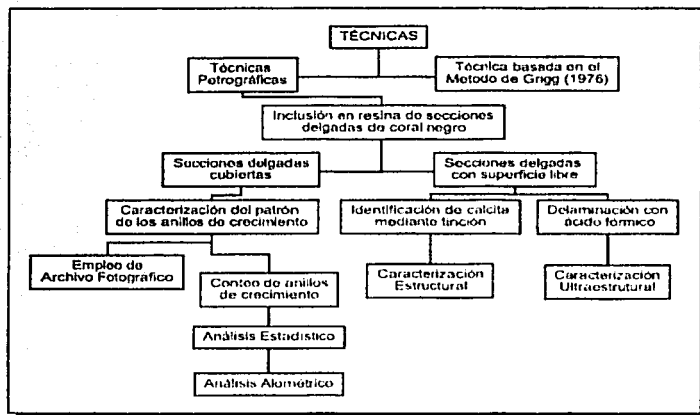 TÉCNICAS
Técnicas
Petrográficas
Técnica basada en el
Metodo de Grigg (1976)
Inclusión en resina de secciones
delgadas de coral negro
Secciones delgadas
cubiertas
Secciones delgadas
con superficie libre
Caracterización del patrón
de los anillos de crecimiento
Identificación de calcita
mediante tinción
Delaminación con
ácido fórmico
Empleo de
Archivo Fotográfico
Conteo de anillos
de crecimiento
Caracterización
Estructural
Caracterización
Ultraestrutural
Análisis Estadístico
Análisis Alométrico